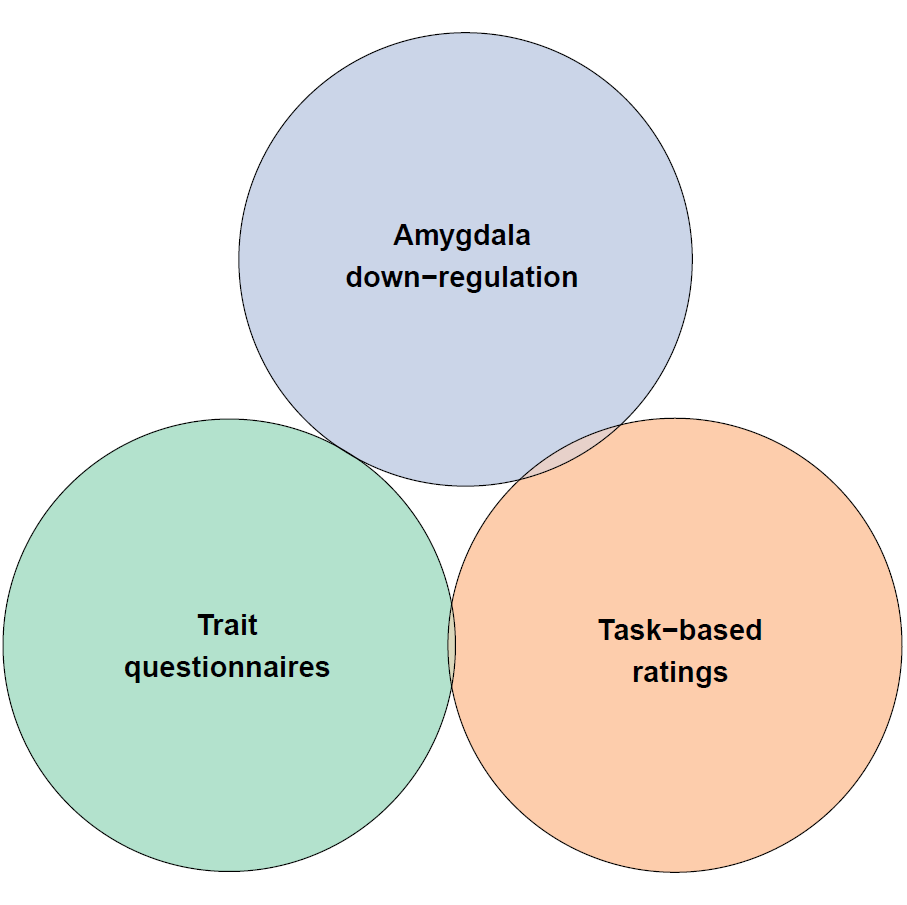 Amygdala
down−regulation
Trait
questionnaires
Task−based
ratings